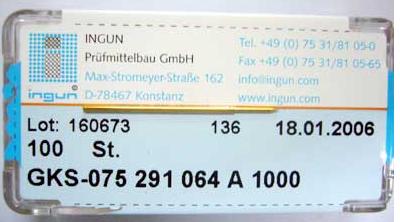 ingun
INGUN
Prüfmittelbau GmbH
Max-Stromeyer-Straße 162
D-78467 Konstanz
Tel. +49 (0) 75 31/81 05-0
Fax +49 (0) 75 31/81 05-65
info@ingun.com
www.ingun.com
Lot: 160673 136 18.01.2006
100 St.
GKS-075 291 064 A 1000